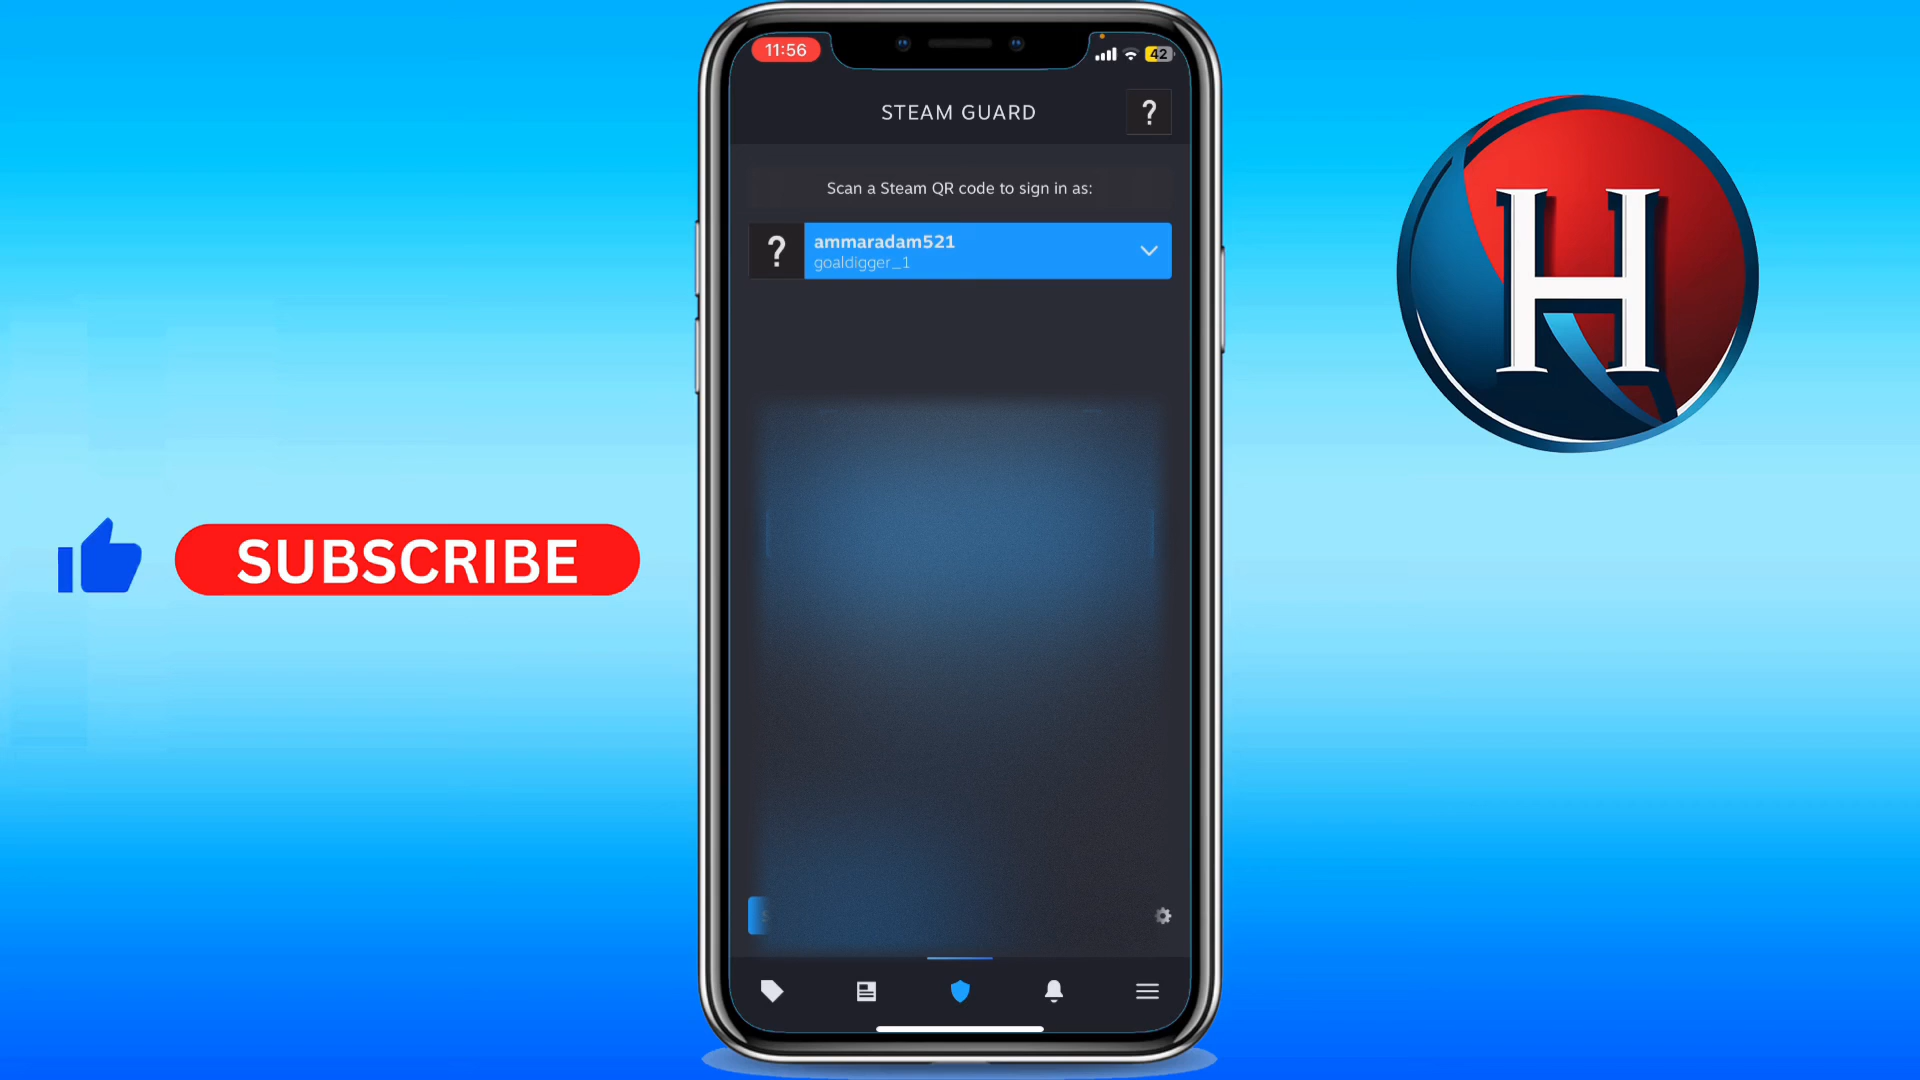 11:56
42
STEAM GUARD
?
Scan a Steam QR code to sign in as:
?
ammaradam521
goaldigger_1
SUBSCRIBE
H